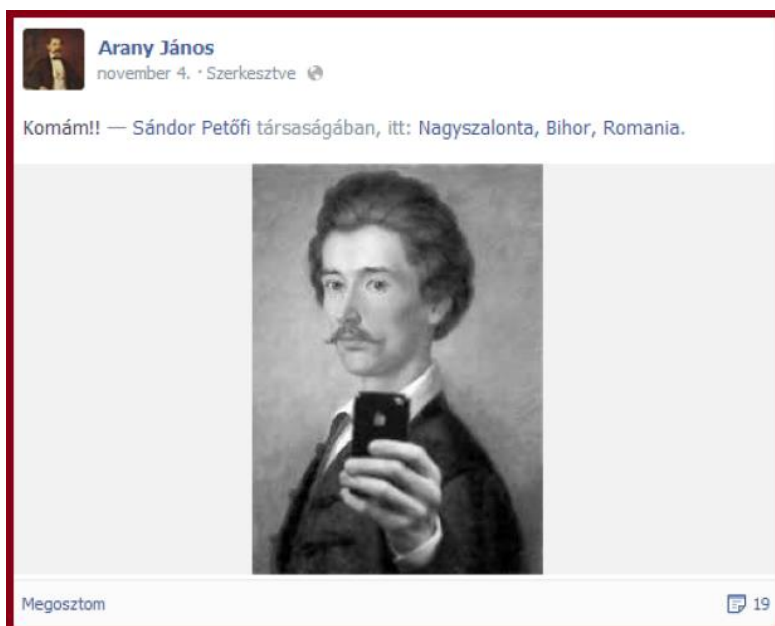 Arany János
november 4. · Szerkesztve
Komám!! — Sándor Petőfi társaságában, itt: Nagyszalonta, Bihor, Romania.
Megosztom
19